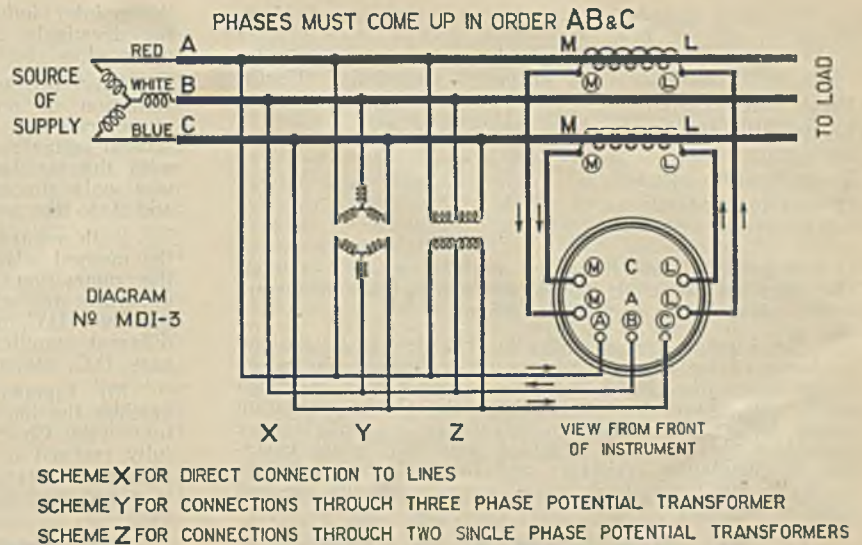 PHASES MUST COME UP IN ORDER AB&C
RED A
WHITE B
BLUE C
SOURCE
OF
SUPPLY
M L
M L
M L
M L
TO LOAD
M C L
M A L
A B C
DIAGRAM
Nº MDI-3
X Y Z
VIEW FROM FRONT
OF INSTRUMENT
SCHEME X FOR DIRECT CONNECTION TO LINES
SCHEME Y FOR CONNECTIONS THROUGH THREE PHASE POTENTIAL TRANSFORMER
SCHEME Z FOR CONNECTIONS THROUGH TWO SINGLE PHASE POTENTIAL TRANSFORMERS